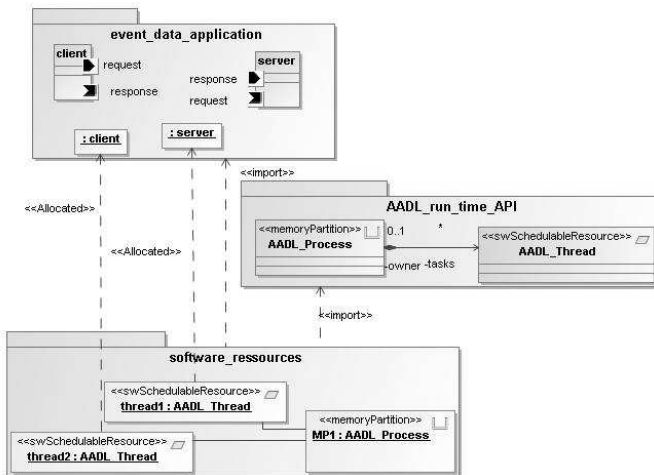 event_data_application
client
request
response
server
response
request
: client
: server
<<import>>
<<Allocated>>
<<Allocated>>
AADL_run_time_API
<<memoryPartition>>
AADL_Process
0..1
*
-owner
-tasks
<<swSchedulableResource>>
AADL_Thread
<<import>>
software_ressources
<<swSchedulableResource>>
thread1 : AADL_Thread
<<memoryPartition>>
MP1 : AADL_Process
<<swSchedulableResource>>
thread2 : AADL_Thread